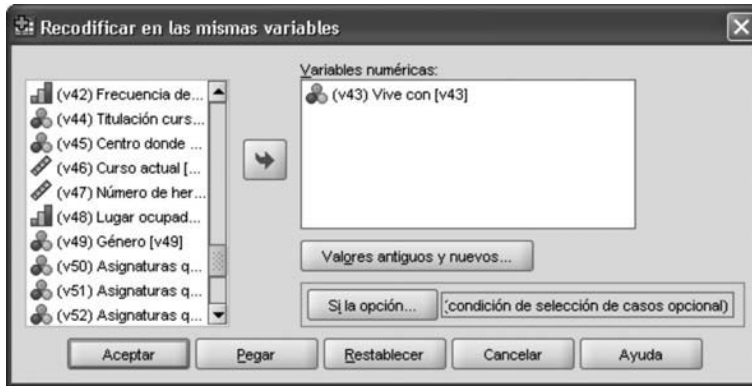 Recodificar en las mismas variables
(v42) Frecuencia de...
(v44) Titulación curs...
(v45) Centro donde ...
(v46) Curso actual [...
(v47) Número de her...
(v48) Lugar ocupad...
(v49) Género [v49]
(v50) Asignaturas q...
(v51) Asignaturas q...
(v52) Asignaturas q...
Variables numéricas:
(v43) Vive con [v43]
Valores antiguos y nuevos...
Si la opción... (condición de selección de casos opcional)
Aceptar Pegar Restablecer Cancelar Ayuda